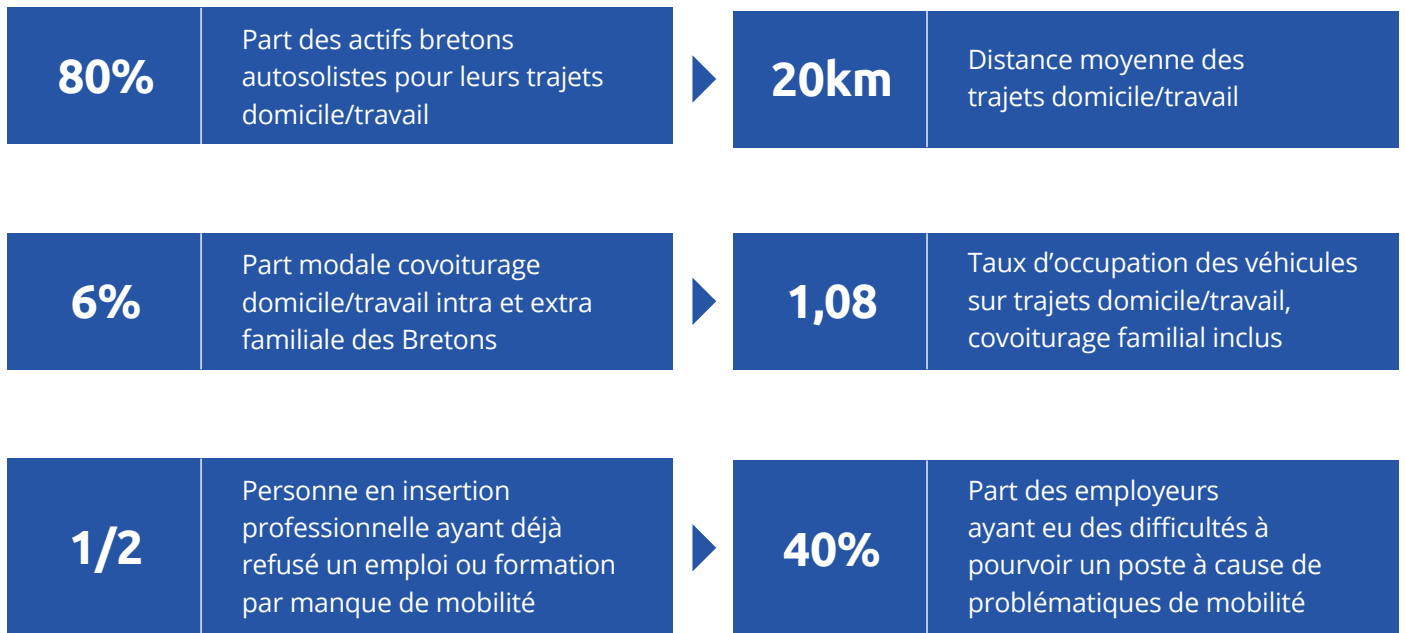 80%
Part des actifs bretons
autosolistes pour leurs trajets
domicile/travail
20km
Distance moyenne des
trajets domicile/travail
6%
Part modale covoiturage
domicile/travail intra et extra
familiale des Bretons
1,08
Taux d’occupation des véhicules
sur trajets domicile/travail,
covoiturage familial inclus
1/2
Personne en insertion
professionnelle ayant déjà
refusé un emploi ou formation
par manque de mobilité
40%
Part des employeurs
ayant eu des difficultés à
pourvoir un poste à cause de
problématiques de mobilité